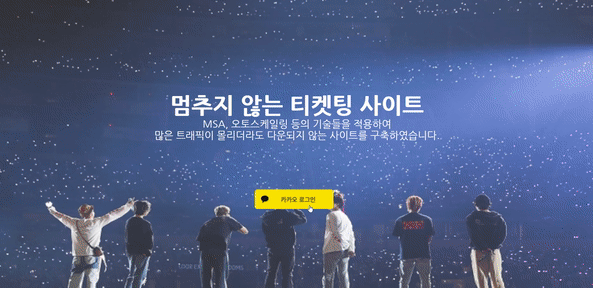 멈추지 않는 티켓팅 사이트
MSA, 오토스케일링 등의 기술들을 적용하여
많은 트래픽이 몰리더라도 다운되지 않는 사이트를 구축하였습니다.
카카오 로그인